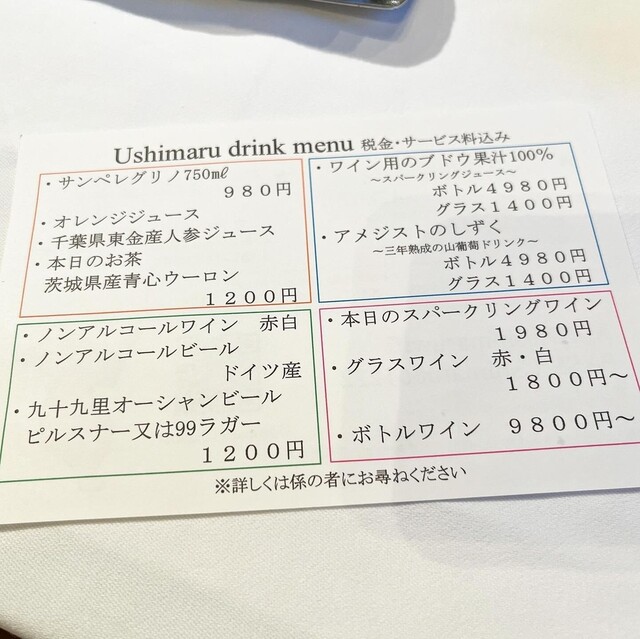 Ushimaru drink menu 税金・サービス料込み
・サンペレグリノ750㎖
９８０円
・オレンジジュース
・千葉県東金産人参ジュース
・本日のお茶
茨城県産青心ウーロン
１２００円
・ワイン用のブドウ果汁100%
～スパークリングジュース～
ボトル４９８０円
グラス１４００円
・アメジストのしずく
～三年熟成の山葡萄ドリンク～
ボトル４９８０円
グラス１４００円
・ノンアルコールワイン　赤白
・ノンアルコールビール
ドイツ産
・九十九里オーシャンビール
ピルスナー又は99ラガー
１２００円
・本日のスパークリングワイン
１９８０円
・グラスワイン　赤・白
１８００円～
・ボトルワイン　９８００円～
※詳しくは係の者にお尋ねください